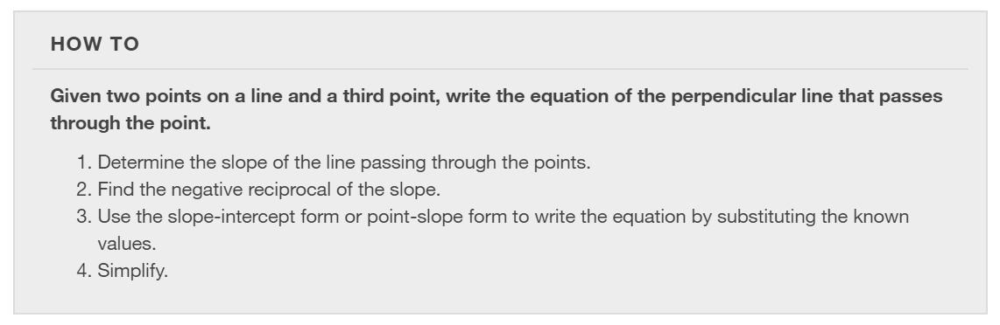 HOW TO
Given two points on a line and a third point, write the equation of the perpendicular line that passes
through the point.
1. Determine the slope of the line passing through the points.
2. Find the negative reciprocal of the slope.
3. Use the slope-intercept form or point-slope form to write the equation by substituting the known
values.
4. Simplify.